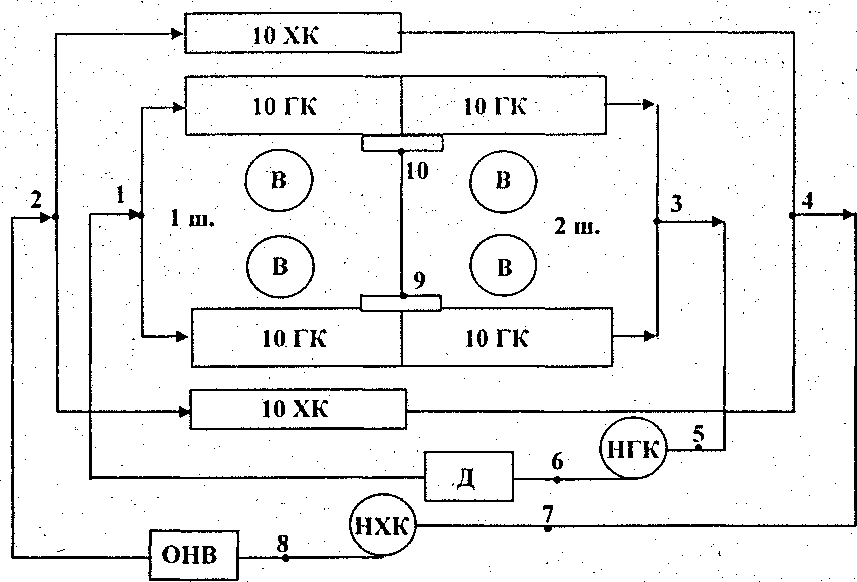 10 ХК
10 ГК 10 ГК
10
В В
2 1 3 4
1 ш. 2 ш.
В В
9
10 ГК 10 ГК
10 ХК
НГК 5
Д 6
НХК 7
ОНВ 8